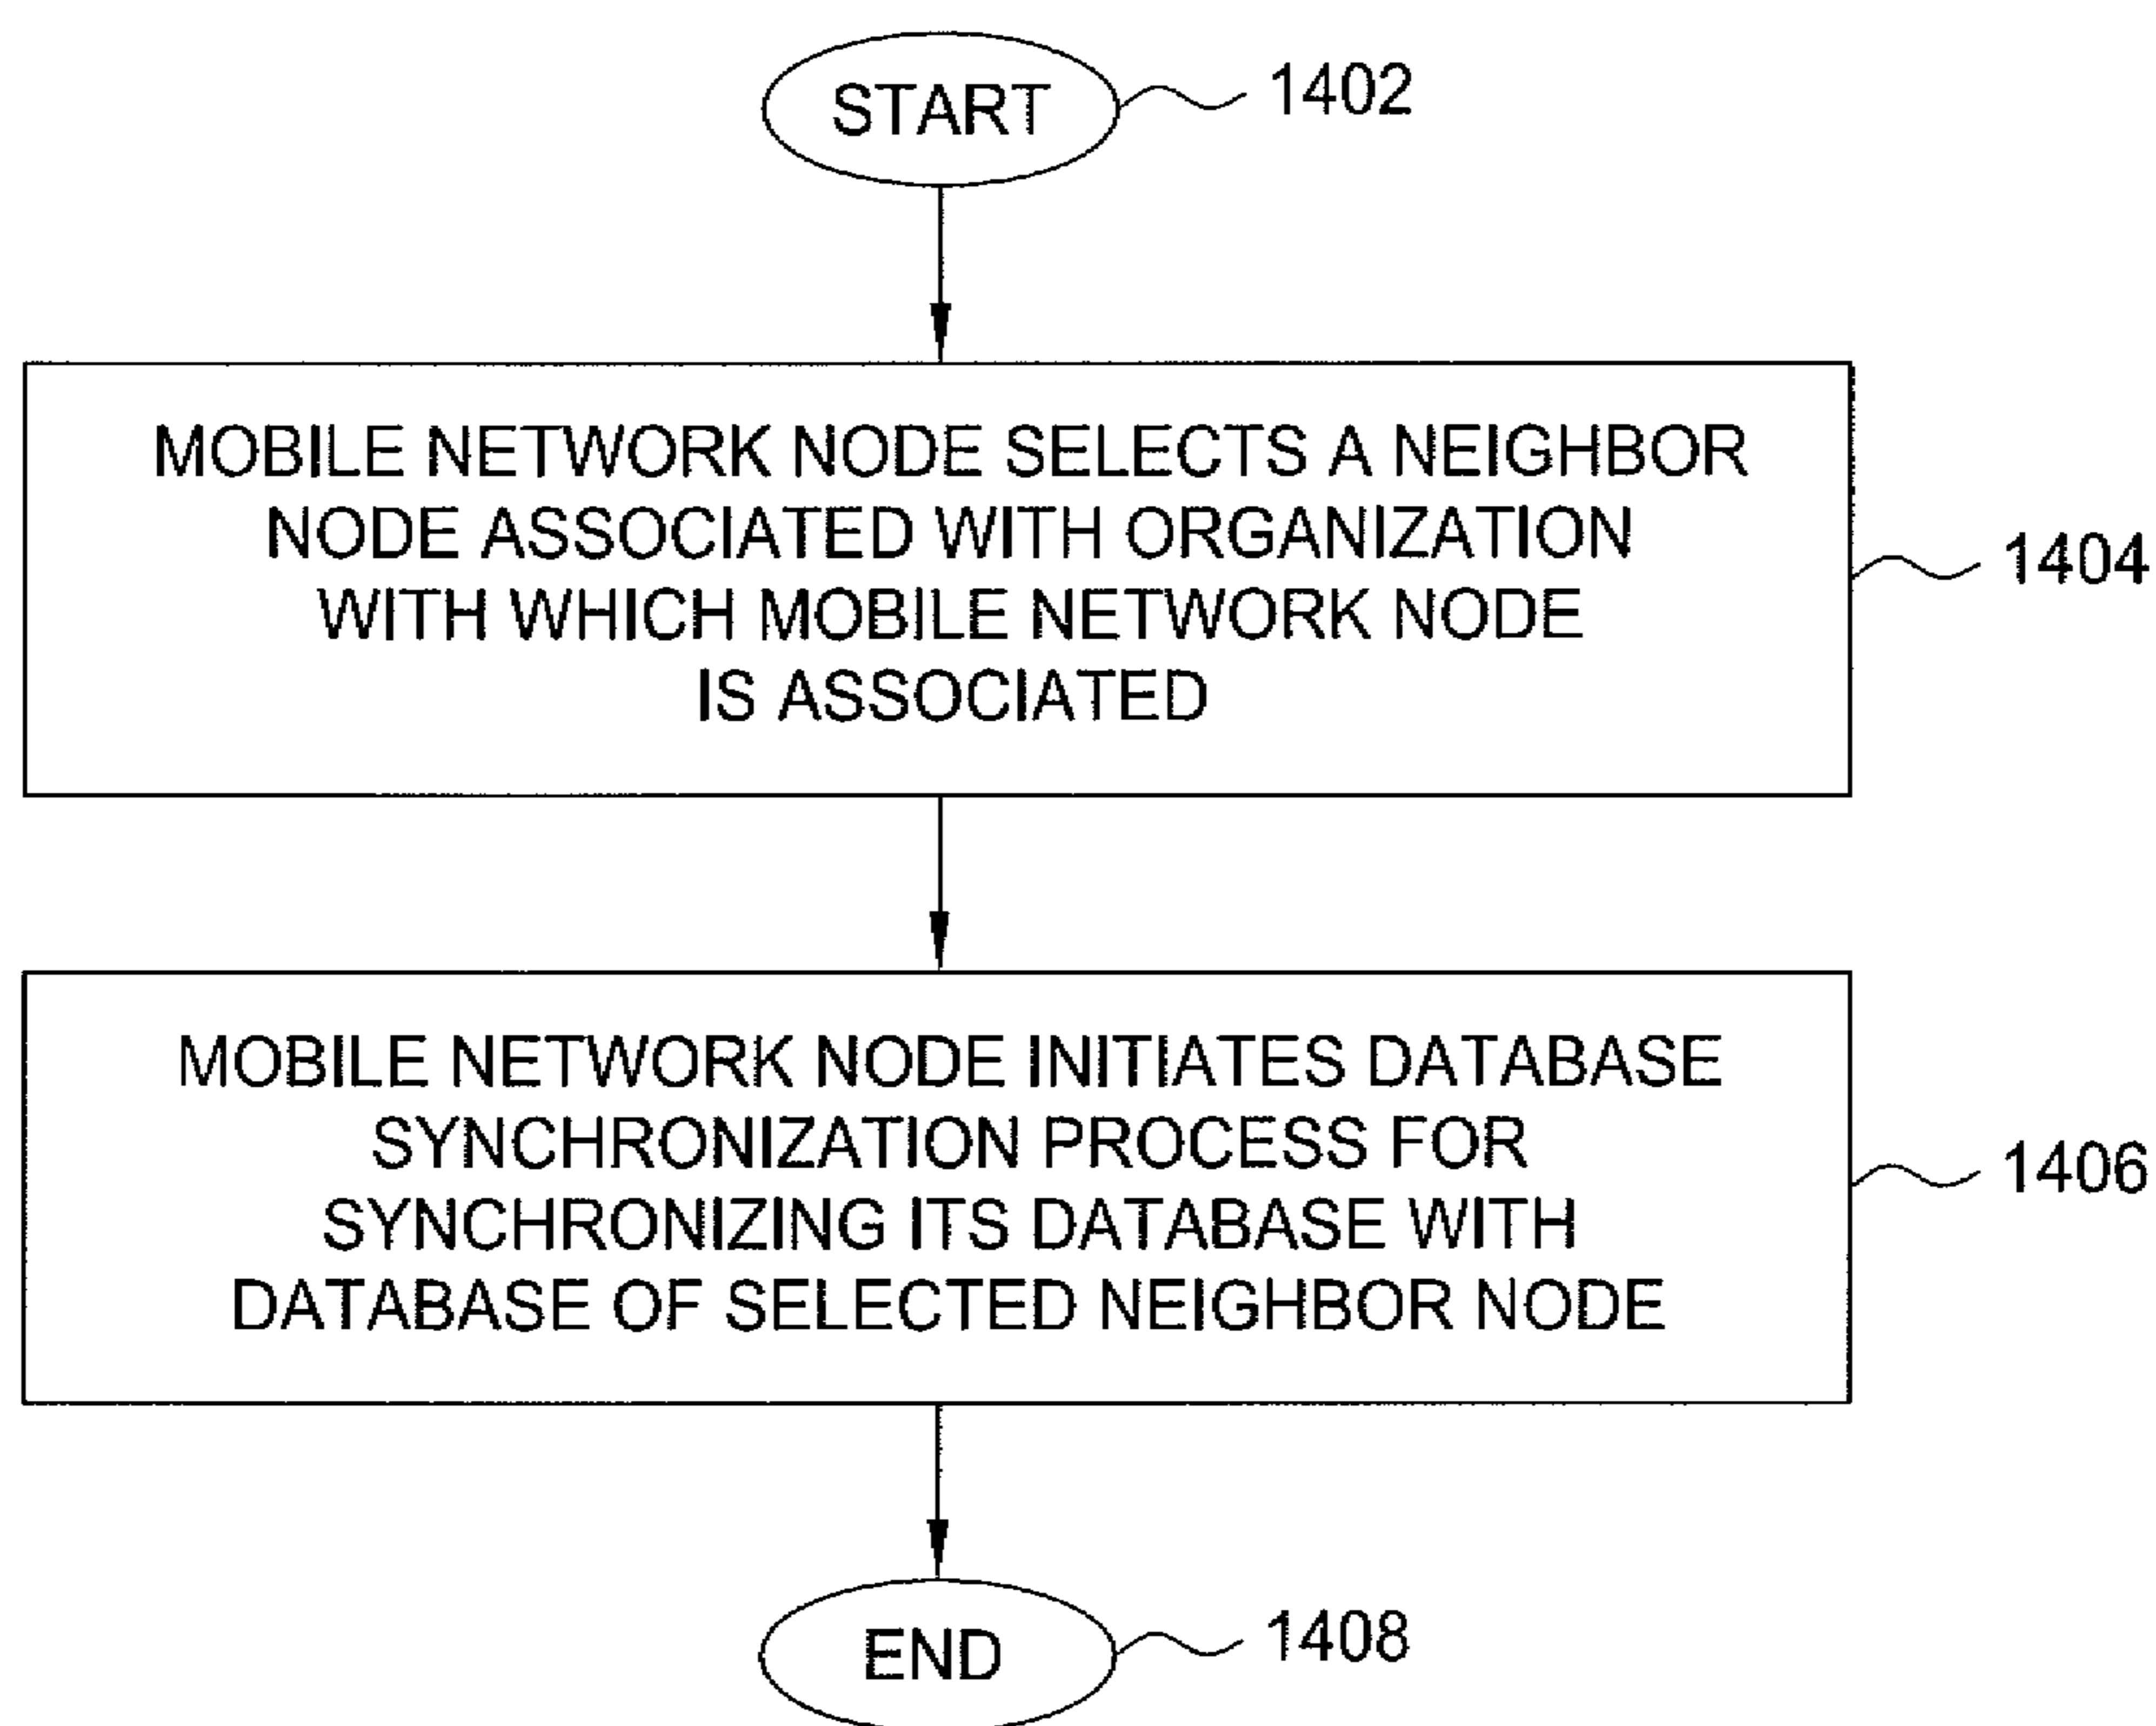 START
1402
MOBILE NETWORK NODE SELECTS A NEIGHBOR
NODE ASSOCIATED WITH ORGANIZATION
WITH WHICH MOBILE NETWORK NODE
IS ASSOCIATED
1404
MOBILE NETWORK NODE INITIATES DATABASE
SYNCHRONIZATION PROCESS FOR
SYNCHRONIZING ITS DATABASE WITH
DATABASE OF SELECTED NEIGHBOR NODE
1406
END
1408